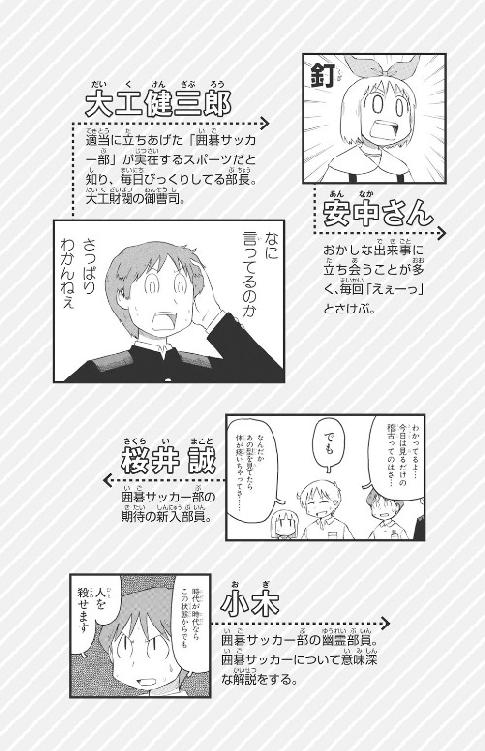 大工健三郎
適当に立ちあげた「囲碁サッカ
ー部」が実在するスポーツだと
知り、毎日びっくりしてる部長。
大工財閥の御曹司。
なに
言ってるのか
さっぱり
わかんねえ
釘
安中さん
おかしな出来事に
立ち会うことが多
く、毎回「えぇーっ」
とさけぶ。
桜井 誠
囲碁サッカー部の
期待の新入部員。
わかってるよ…
今日は見るだけの
稽古ってのはさ…
でも
なんだか
あの型を見てたら
体が疼いちゃってさ……
小木
囲碁サッカー部の幽霊部員。
囲碁サッカーについて意味深
な解説をする。
時代が時代なら
この状態からでも
人を
殺せます